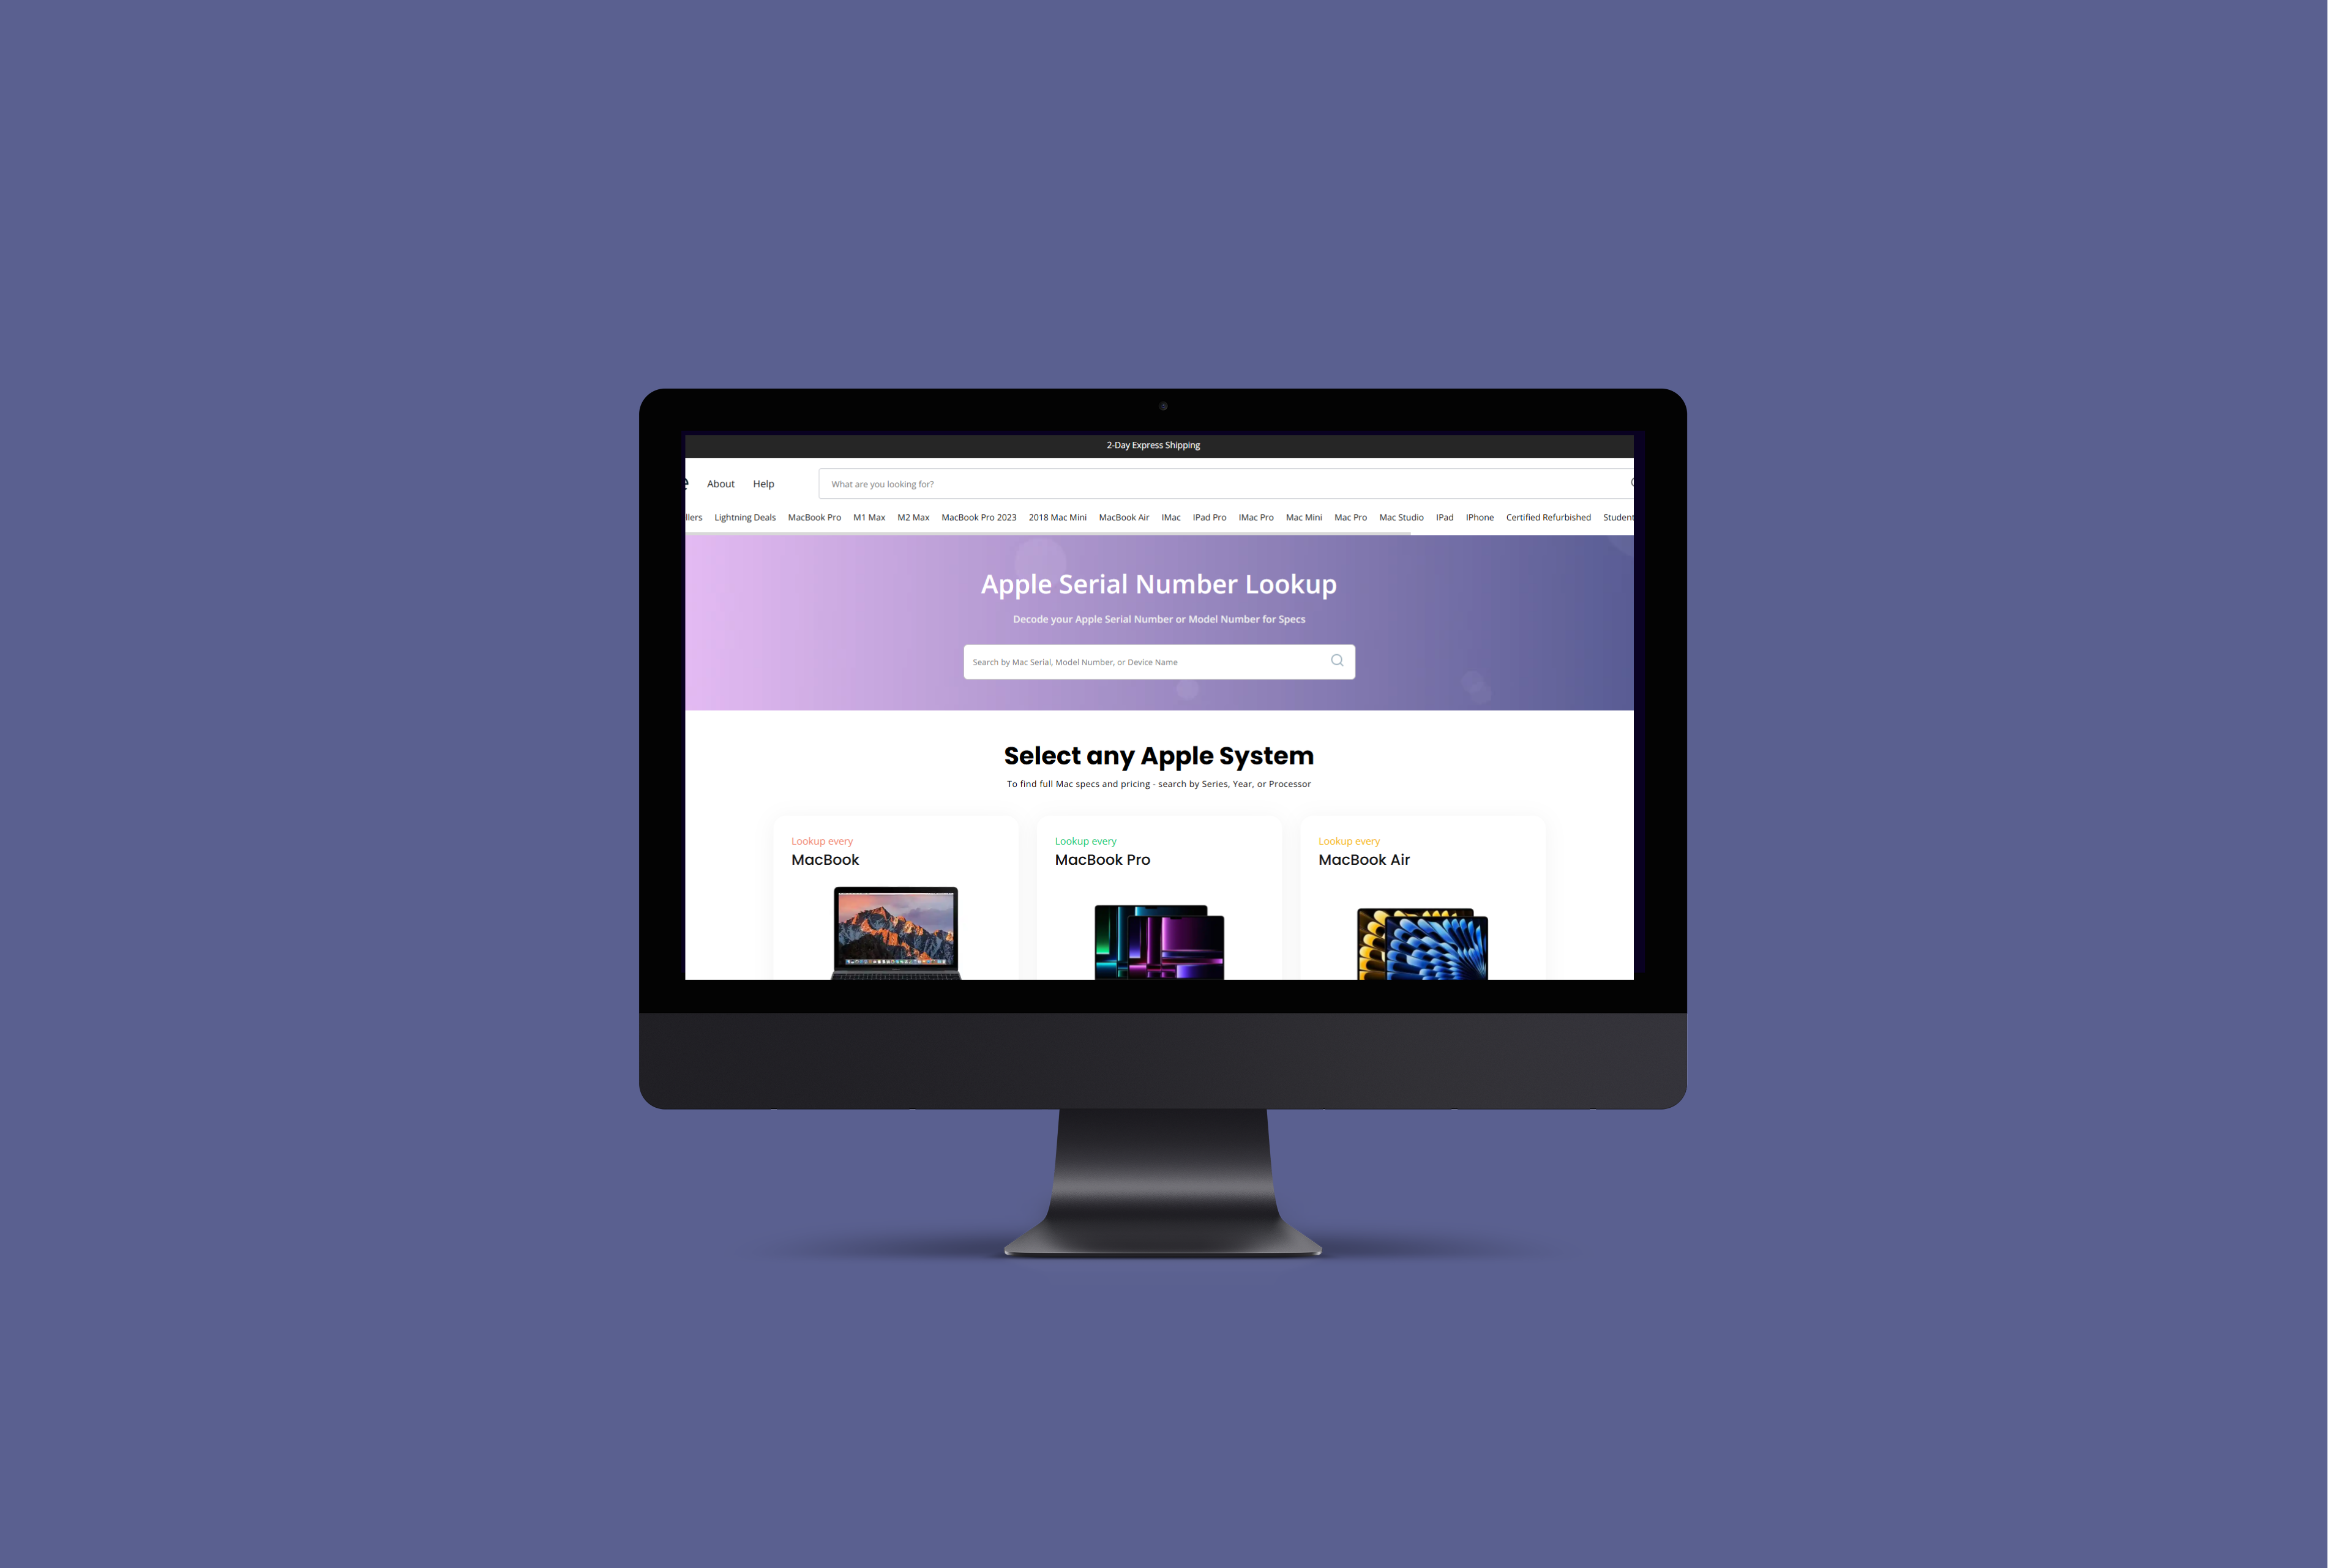 2-Day Express Shipping
About Help What are you looking for?
Lightning Deals MacBook Pro M1 Max M2 Max MacBook Pro 2023 2018 Mac Mini MacBook Air IMac IPad Pro IMac Pro Mac Mini Mac Pro Mac Studio IPad IPhone Certified Refurbished Student
Apple Serial Number Lookup
Decode your Apple Serial Number or Model Number for Specs
Search by Mac Serial, Model Number, or Device Name
Select any Apple System
To find full Mac specs and pricing - search by Series, Year, or Processor
Lookup every
MacBook
Lookup every
MacBook Pro
Lookup every
MacBook Air